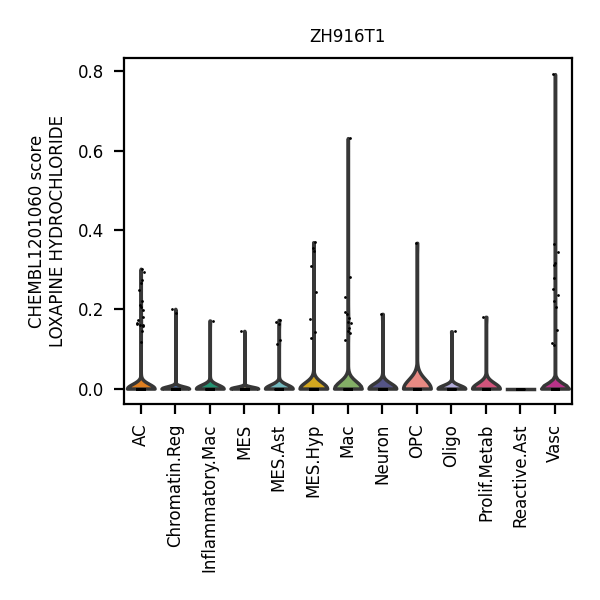 ZH916T1
CHEMBL1201060 score
LOXAPINE HYDROCHLORIDE
0.8
0.6
0.4
0.2
0.0
AC
Chromatin.Reg
Inflammatory.Mac
MES
MES.Ast
MES.Hyp
Mac
Neuron
OPC
Oligo
Prolif.Metab
Reactive.Ast
Vasc